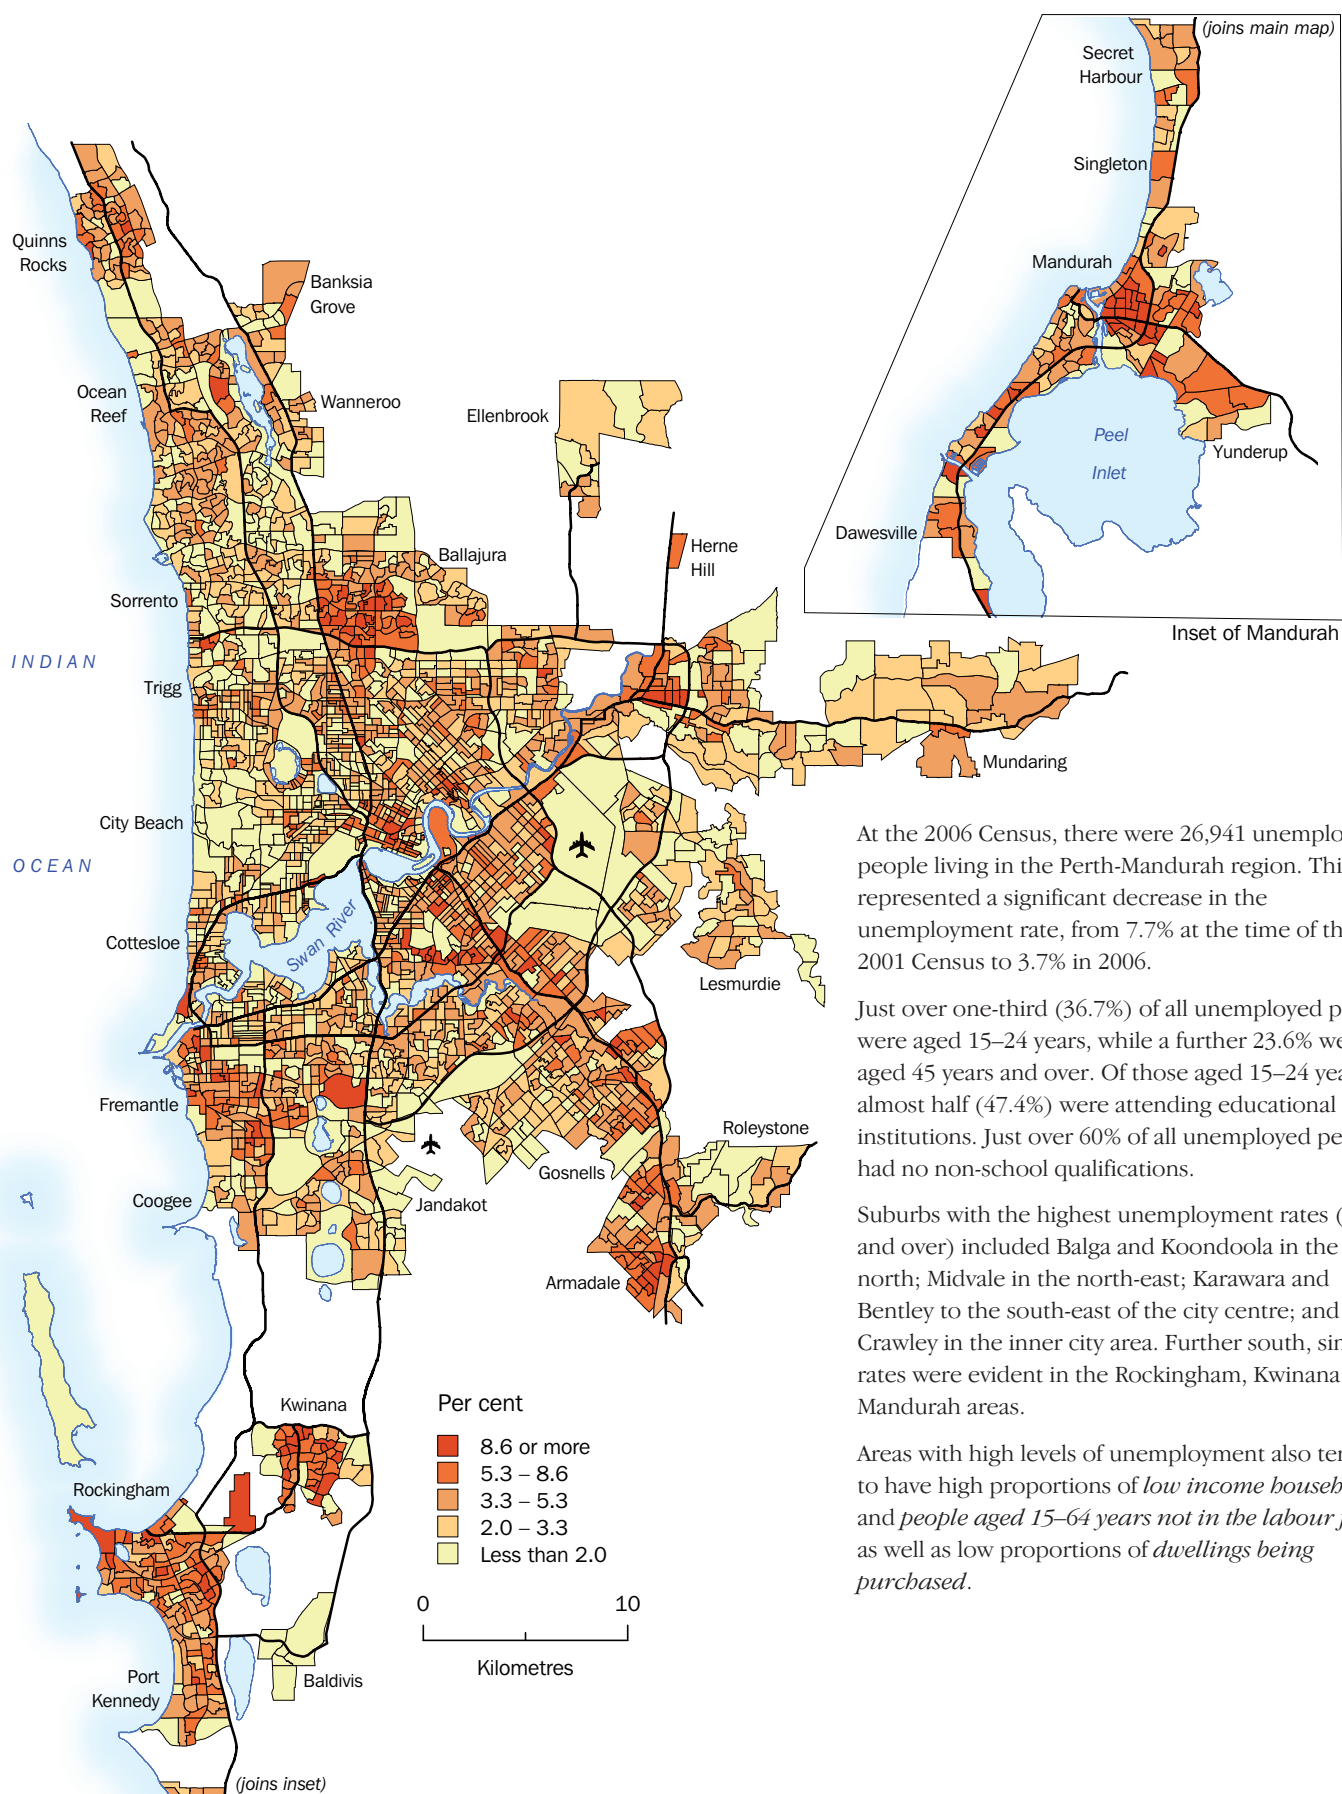 (joins main map)
Secret
Harbour
Singleton
Mandurah
Peel
Inlet
Yunderup
Dawesville
Inset of Mandurah
Quinns
Rocks
Banksia
Grove
Ocean
Reef
Wanneroo
Ellenbrook
Ballajura
Herne
Hill
Sorrento
INDIAN
Trigg
Mundaring
City Beach
OCEAN
Cottesloe
Swan River
Lesmurdie
Fremantle
Roleystone
Gosnells
Coogee
Jandakot
Armadale
Kwinana
Rockingham
Port
Kennedy
Baldivis
(joins inset)
Per cent
8.6 or more
5.3 – 8.6
3.3 – 5.3
2.0 – 3.3
Less than 2.0
0 10
Kilometres
At the 2006 Census, there were 26,941 unemplo
people living in the Perth-Mandurah region. Thi
represented a significant decrease in the
unemployment rate, from 7.7% at the time of th
2001 Census to 3.7% in 2006.
Just over one-third (36.7%) of all unemployed p
were aged 15–24 years, while a further 23.6% we
aged 45 years and over. Of those aged 15–24 yea
almost half (47.4%) were attending educational
institutions. Just over 60% of all unemployed pe
had no non-school qualifications.
Suburbs with the highest unemployment rates (
and over) included Balga and Koondoola in the
north; Midvale in the north-east; Karawara and
Bentley to the south-east of the city centre; and
Crawley in the inner city area. Further south, sin
rates were evident in the Rockingham, Kwinana
Mandurah areas.
Areas with high levels of unemployment also ten
to have high proportions of low income househ
and people aged 15–64 years not in the labour f
as well as low proportions of dwellings being
purchased.